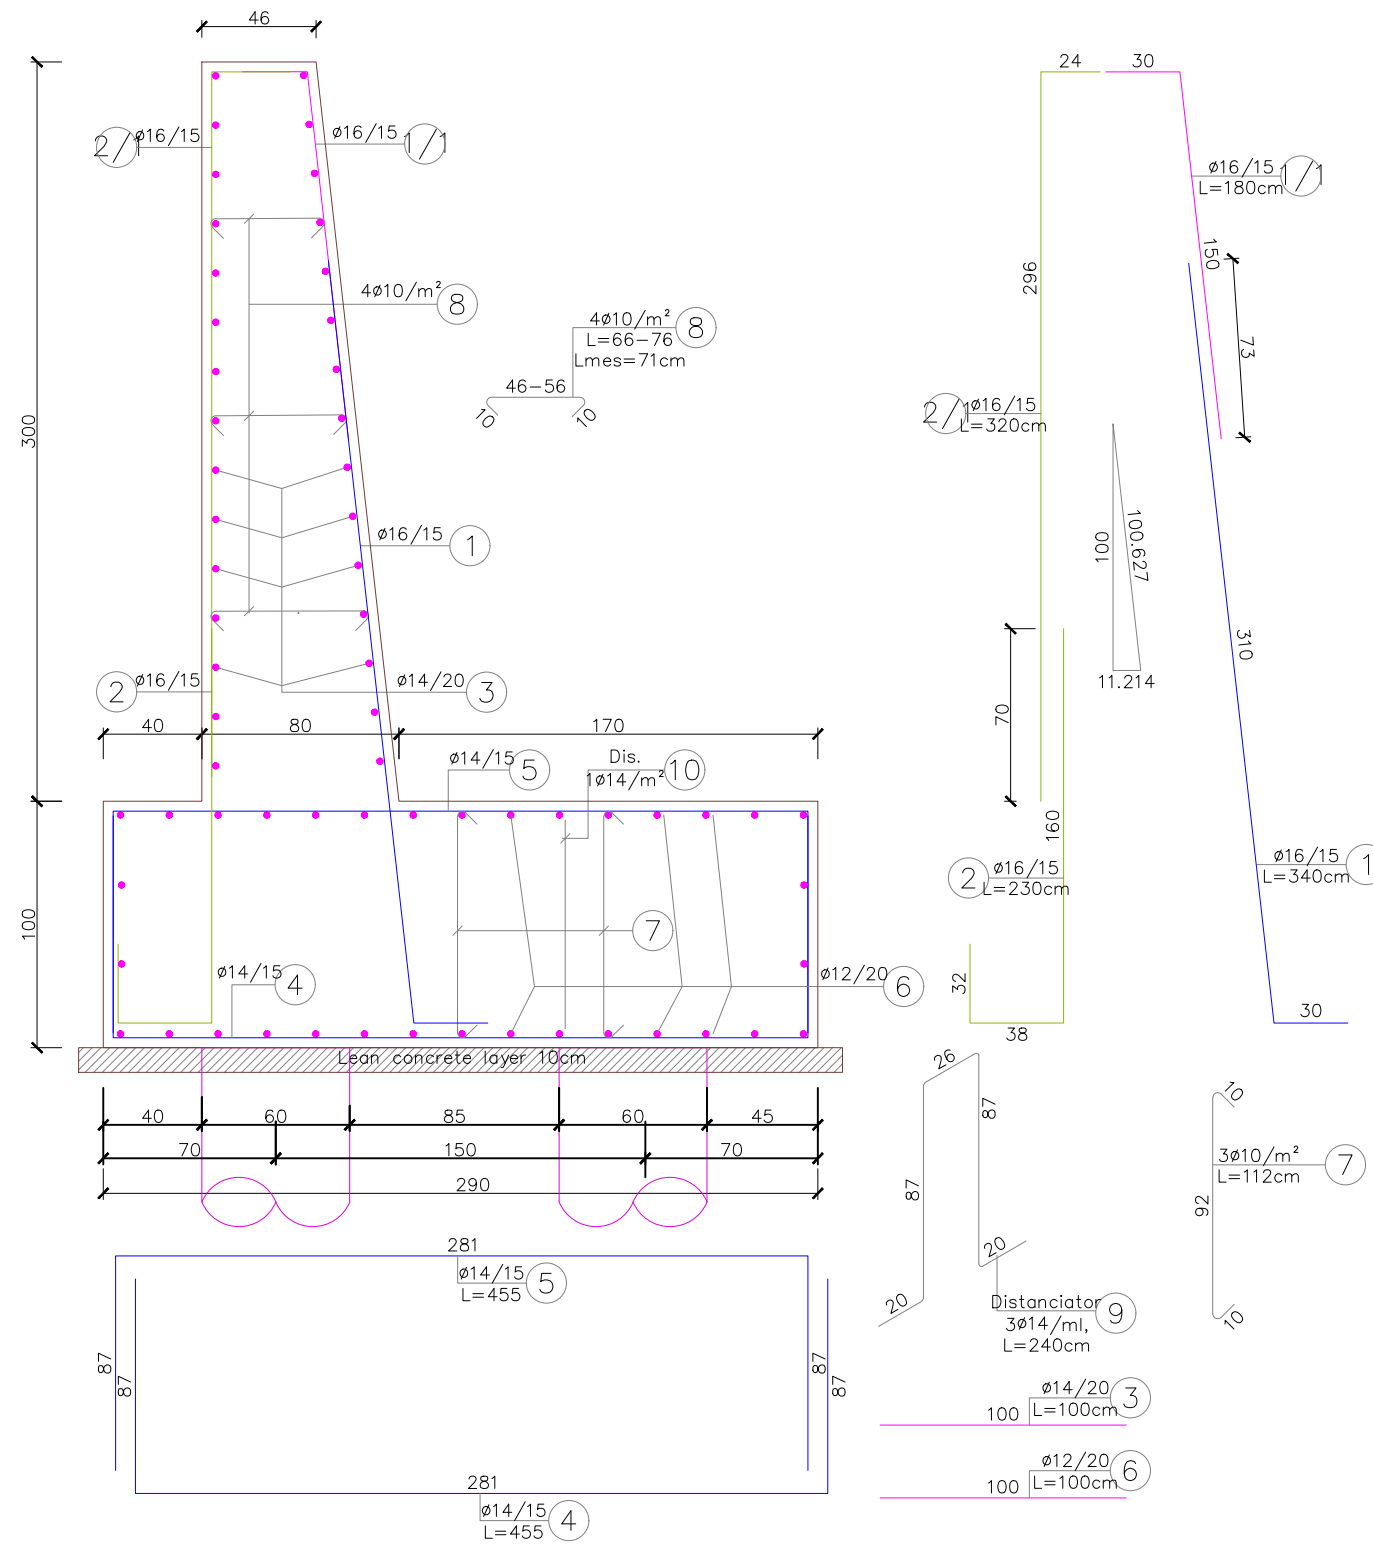 46
24
30
2/1
ø16/15
ø16/15
1/1
ø16/15
1/1
L=180cm
150
296
4ø10/m²
8
4ø10/m²
8
L=66-76
Lmes=71cm
73
46-56
10
10
2/1
ø16/15
L=320cm
300
100
100.627
11.214
ø16/15
1
310
2
ø16/15
ø14/20
3
70
40
80
170
ø14/15
5
Dis.
1ø14/m²
10
160
ø16/15
1
L=340cm
2
ø16/15
L=230cm
100
7
ø14/15
4
ø12/20
6
32
38
30
Lean concrete layer 10cm
26
87
87
20
20
10
3ø10/m²
7
L=112cm
92
10
40
60
85
60
45
70
150
70
290
281
ø14/15
5
L=455
Distanciator
9
3ø14/ml,
L=240cm
87
87
87
87
ø14/20
3
100
L=100cm
ø12/20
6
100
L=100cm
281
ø14/15
4
L=455